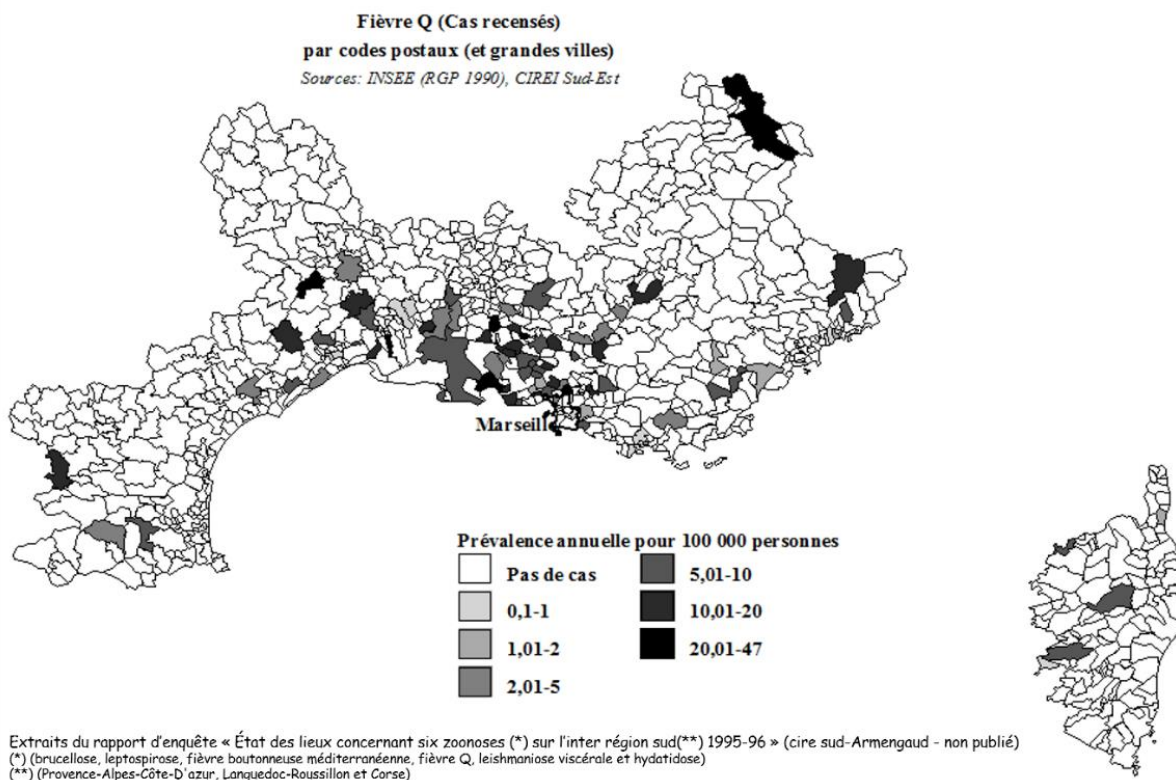 Fièvre Q (Cas recensés)
par codes postaux (et grandes villes)
Sources: INSEE (RGP 1990), CIREI Sud-Est
Marseille
Prévalence annuelle pour 100 000 personnes
Pas de cas
0,1-1
1,01-2
2,01-5
5,01-10
10,01-20
20,01-47
Extraits du rapport d'enquête « État des lieux concernant six zoonoses (*) sur l'inter région sud(**) 1995-96 » (cire sud-Armengaud - non publié)
(*) (brucellose, leptospirose, fièvre boutonneuse méditerranéenne, fièvre Q, leishmaniose viscérale et hydatidose)
(**) (Provence-Alpes-Côte-D'azur, Languedoc-Roussillon et Corse)